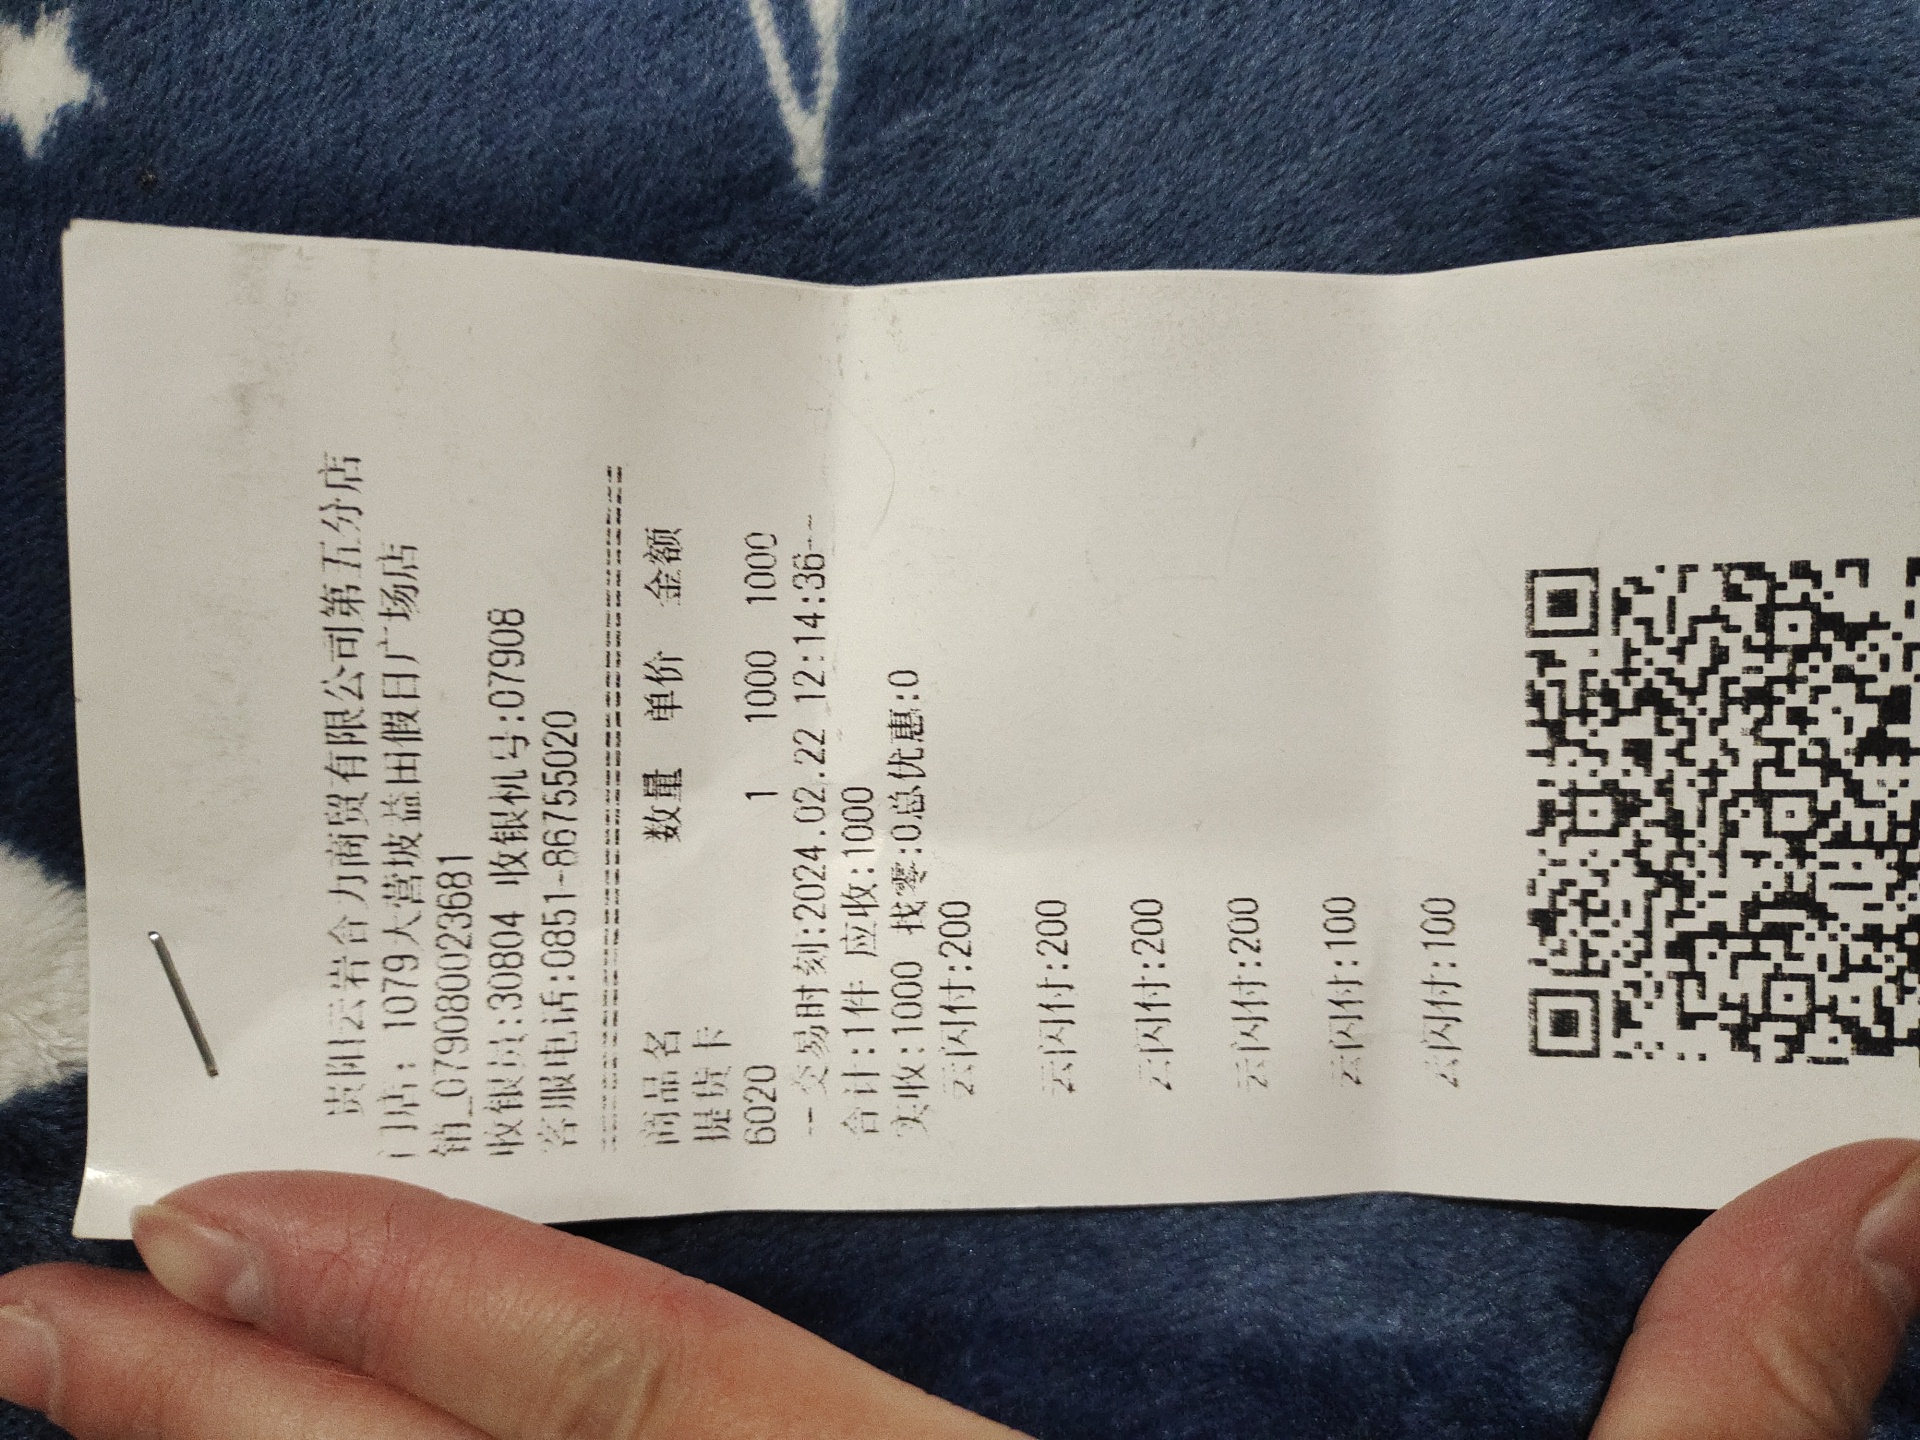 贵阳云岩合力商贸有限公司第五分店
门店: 1079大营坡益田假日广场店
销_079080023681
收银员:30804 收银机号:07908
客服电话:0851-86755020
商品名 数量 单价 金额
提货卡
6020 1 1000 1000
--交易时刻:2024.02.22 12:14:36--
合计:1件 应收:1000
实收:1000 找零:0总优惠:0
云闪付:200
云闪付:200
云闪付:200
云闪付:200
云闪付:100
云闪付:100